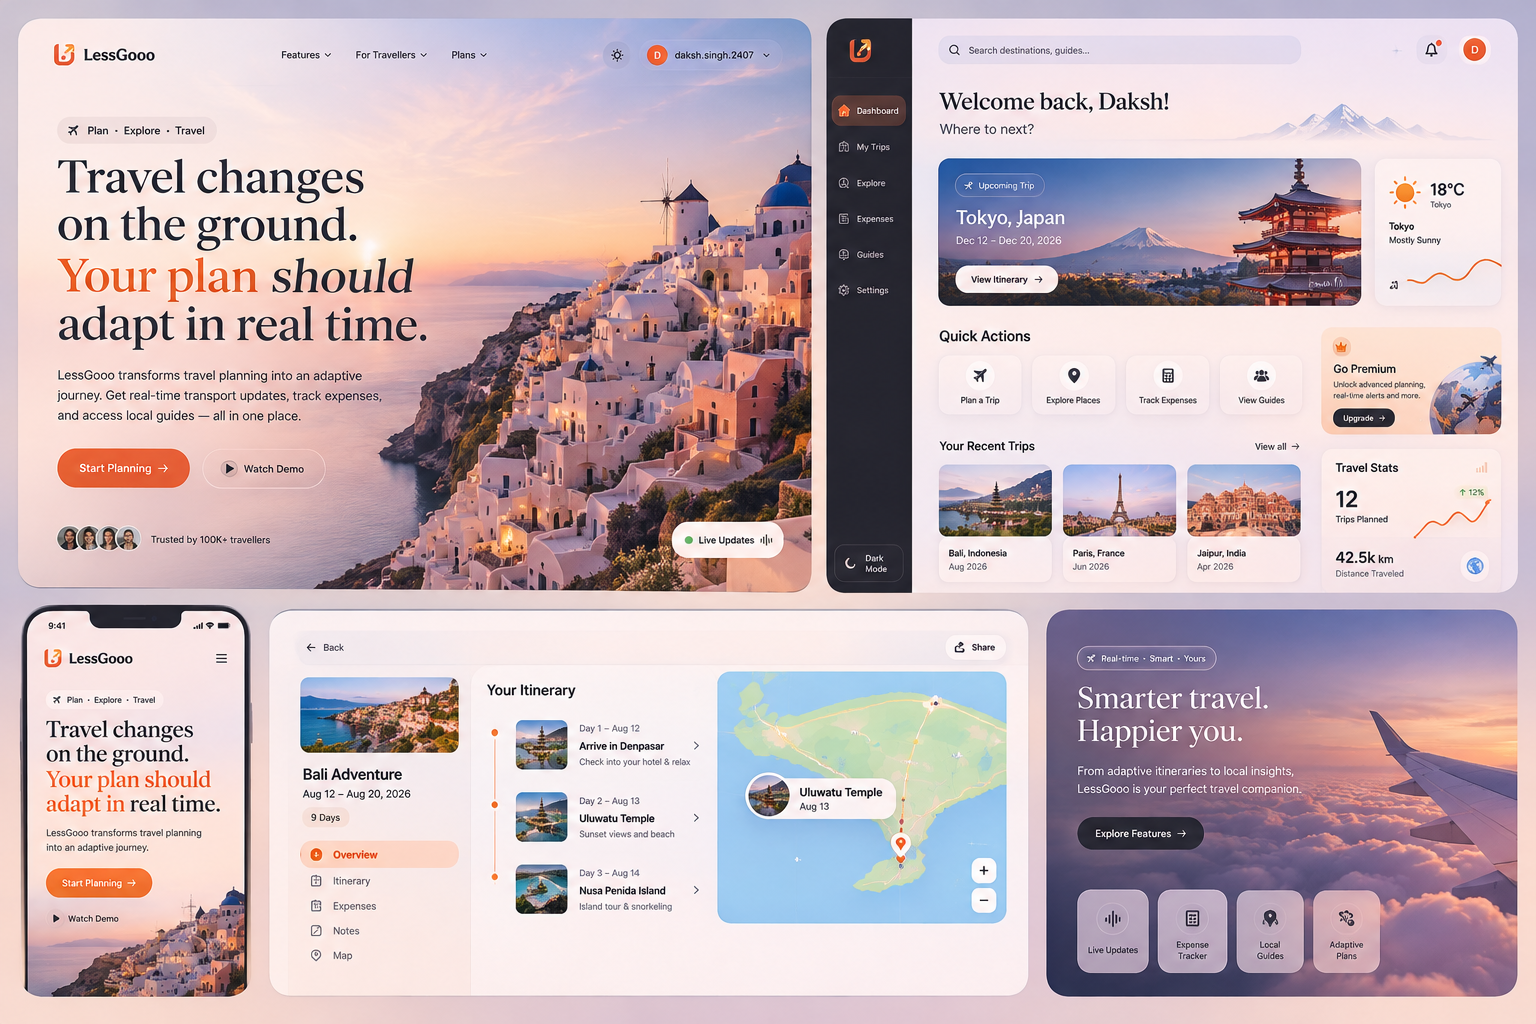 LessGooo
Features
For Travellers
Plans
D
daksh.singh.2407
Plan · Explore · Travel
Travel changes
on the ground.
Your plan should
adapt in real time.
LessGooo transforms travel planning into an adaptive
journey. Get real-time transport updates, track expenses,
and access local guides — all in one place.
Start Planning →
Watch Demo
Trusted by 100K+ travellers
Live Updates
Search destinations, guides...
D
Dashboard
My Trips
Explore
Expenses
Guides
Settings
Dark
Mode
Welcome back, Daksh!
Where to next?
Upcoming Trip
Tokyo, Japan
Dec 12 – Dec 20, 2026
View Itinerary →
18°C
Tokyo
Tokyo
Mostly Sunny
Quick Actions
Plan a Trip
Explore Places
Track Expenses
View Guides
Go Premium
Unlock advanced planning,
real-time alerts and more.
Upgrade →
Your Recent Trips
View all →
Bali, Indonesia
Aug 2026
Paris, France
Jun 2026
Jaipur, India
Apr 2026
Travel Stats
12
↑ 12%
Trips Planned
42.5k km
Distance Traveled
9:41
LessGooo
Plan · Explore · Travel
Travel changes
on the ground.
Your plan should
adapt in real time.
LessGooo transforms travel planning
into an adaptive journey.
Start Planning →
Watch Demo
← Back
Share
Bali Adventure
Aug 12 – Aug 20, 2026
9 Days
Overview
Itinerary
Expenses
Notes
Map
Your Itinerary
Day 1 – Aug 12
Arrive in Denpasar
Check into your hotel & relax
Day 2 – Aug 13
Uluwatu Temple
Sunset views and beach
Day 3 – Aug 14
Nusa Penida Island
Island tour & snorkeling
Uluwatu Temple
Aug 13
+
−
Real-time · Smart · Yours
Smarter travel.
Happier you.
From adaptive itineraries to local insights,
LessGooo is your perfect travel companion.
Explore Features →
Live Updates
Expense
Tracker
Local
Guides
Adaptive
Plans